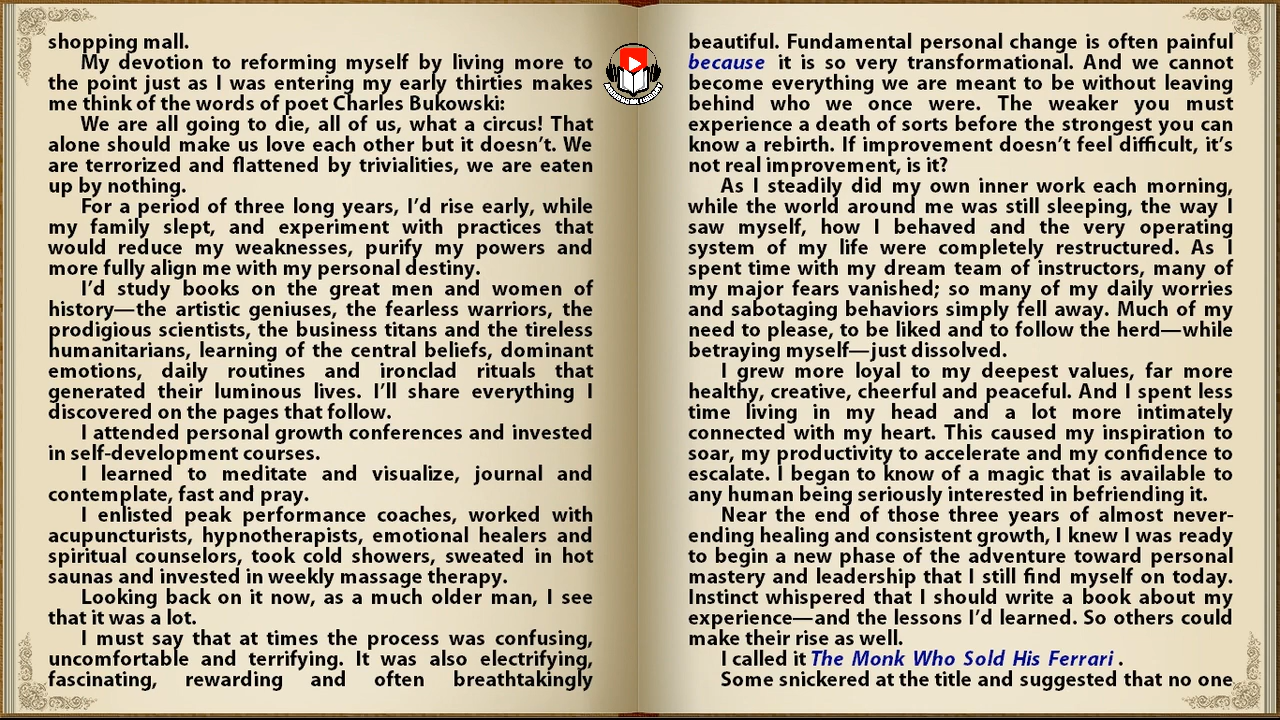 shopping mall.
My devotion to reforming myself by living more to
the point just as I was entering my early thirties makes
me think of the words of poet Charles Bukowski:
We are all going to die, all of us, what a circus! That
alone should make us love each other but it doesn’t. We
are terrorized and flattened by trivialities, we are eaten
up by nothing.
For a period of three long years, I’d rise early, while
my family slept, and experiment with practices that
would reduce my weaknesses, purify my powers and
more fully align me with my personal destiny.
I’d study books on the great men and women of
history—the artistic geniuses, the fearless warriors, the
prodigious scientists, the business titans and the tireless
humanitarians, learning of the central beliefs, dominant
emotions, daily routines and ironclad rituals that
generated their luminous lives. I’ll share everything I
discovered on the pages that follow.
I attended personal growth conferences and invested
in self-development courses.
I learned to meditate and visualize, journal and
contemplate, fast and pray.
I enlisted peak performance coaches, worked with
acupuncturists, hypnotherapists, emotional healers and
spiritual counselors, took cold showers, sweated in hot
saunas and invested in weekly massage therapy.
Looking back on it now, as a much older man, I see
that it was a lot.
I must say that at times the process was confusing,
uncomfortable and terrifying. It was also electrifying,
fascinating, rewarding and often breathtakingly
beautiful. Fundamental personal change is often painful
because it is so very transformational. And we cannot
become everything we are meant to be without leaving
behind who we once were. The weaker you must
experience a death of sorts before the strongest you can
know a rebirth. If improvement doesn’t feel difficult, it’s
not real improvement, is it?
As I steadily did my own inner work each morning,
while the world around me was still sleeping, the way I
saw myself, how I behaved and the very operating
system of my life were completely restructured. As I
spent time with my dream team of instructors, many of
my major fears vanished; so many of my daily worries
and sabotaging behaviors simply fell away. Much of my
need to please, to be liked and to follow the herd—while
betraying myself—just dissolved.
I grew more loyal to my deepest values, far more
healthy, creative, cheerful and peaceful. And I spent less
time living in my head and a lot more intimately
connected with my heart. This caused my inspiration to
soar, my productivity to accelerate and my confidence to
escalate. I began to know of a magic that is available to
any human being seriously interested in befriending it.
Near the end of those three years of almost never-
ending healing and consistent growth, I knew I was ready
to begin a new phase of the adventure toward personal
mastery and leadership that I still find myself on today.
Instinct whispered that I should write a book about my
experience—and the lessons I’d learned. So others could
make their rise as well.
I called it The Monk Who Sold His Ferrari .
Some snickered at the title and suggested that no one